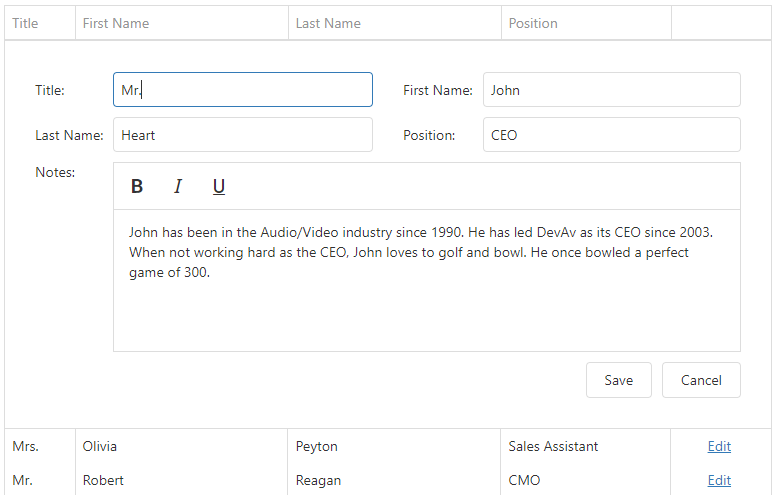 Title First Name Last Name Position
Title: Mr. First Name: John
Last Name: Heart Position: CEO
Notes: B I U
John has been in the Audio/Video industry since 1990. He has led DevAv as its CEO since 2003.
When not working hard as the CEO, John loves to golf and bowl. He once bowled a perfect
game of 300.
Save Cancel
Mrs. Olivia Peyton Sales Assistant Edit
Mr. Robert Reagan CMO Edit